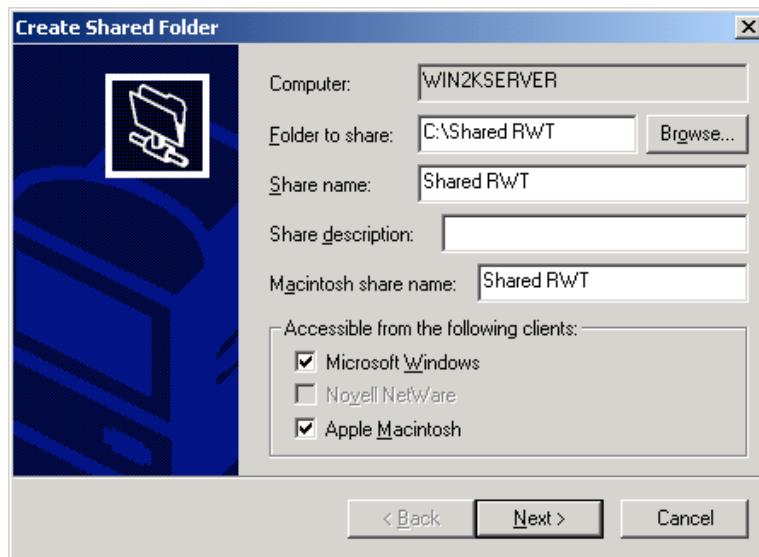 Create Shared Folder
Computer: WIN2KSERVER
Folder to share: C:\Shared RWT Browse...
Share name: Shared RWT
Share description:
Macintosh share name: Shared RWT
Accessible from the following clients:
Microsoft Windows
Novell NetWare
Apple Macintosh
< Back Next > Cancel